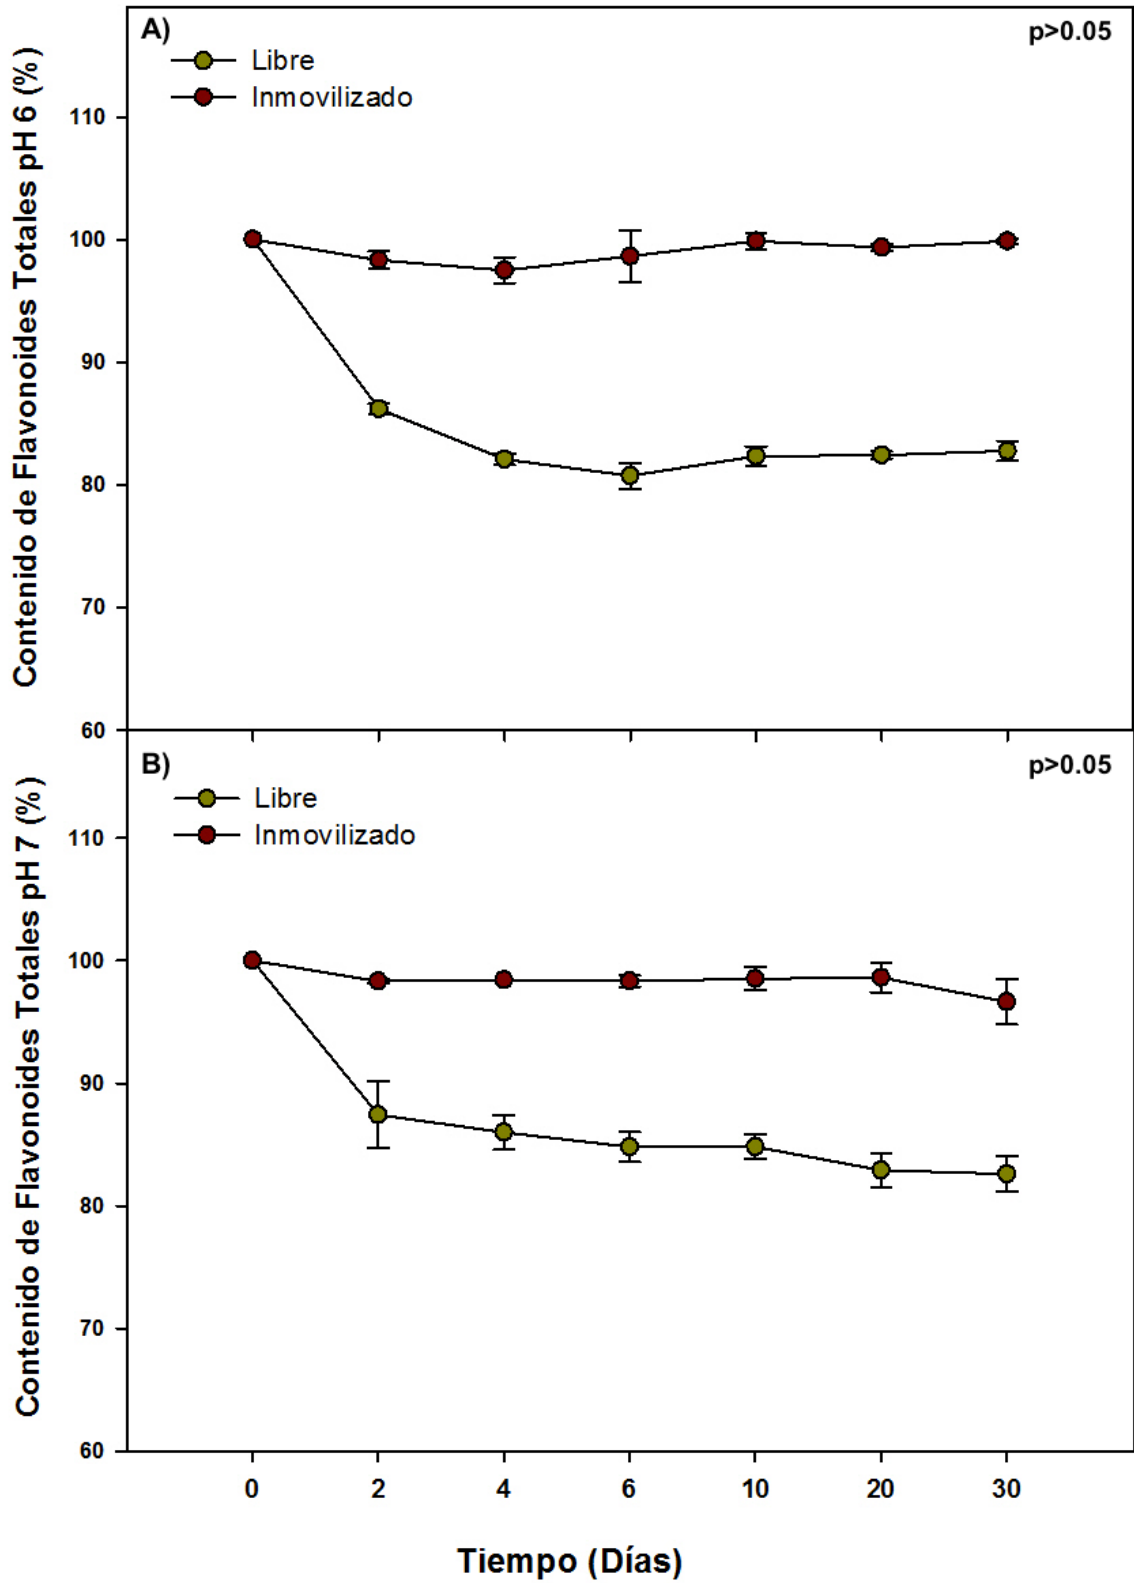 A)
p>0.05
Libre
Inmovilizado
Contenido de Flavonoides Totales pH 6 (%)
110
100
90
80
70
60
B)
p>0.05
Libre
Inmovilizado
Contenido de Flavonoides Totales pH 7 (%)
110
100
90
80
70
60
0 2 4 6 10 20 30
Tiempo (Días)